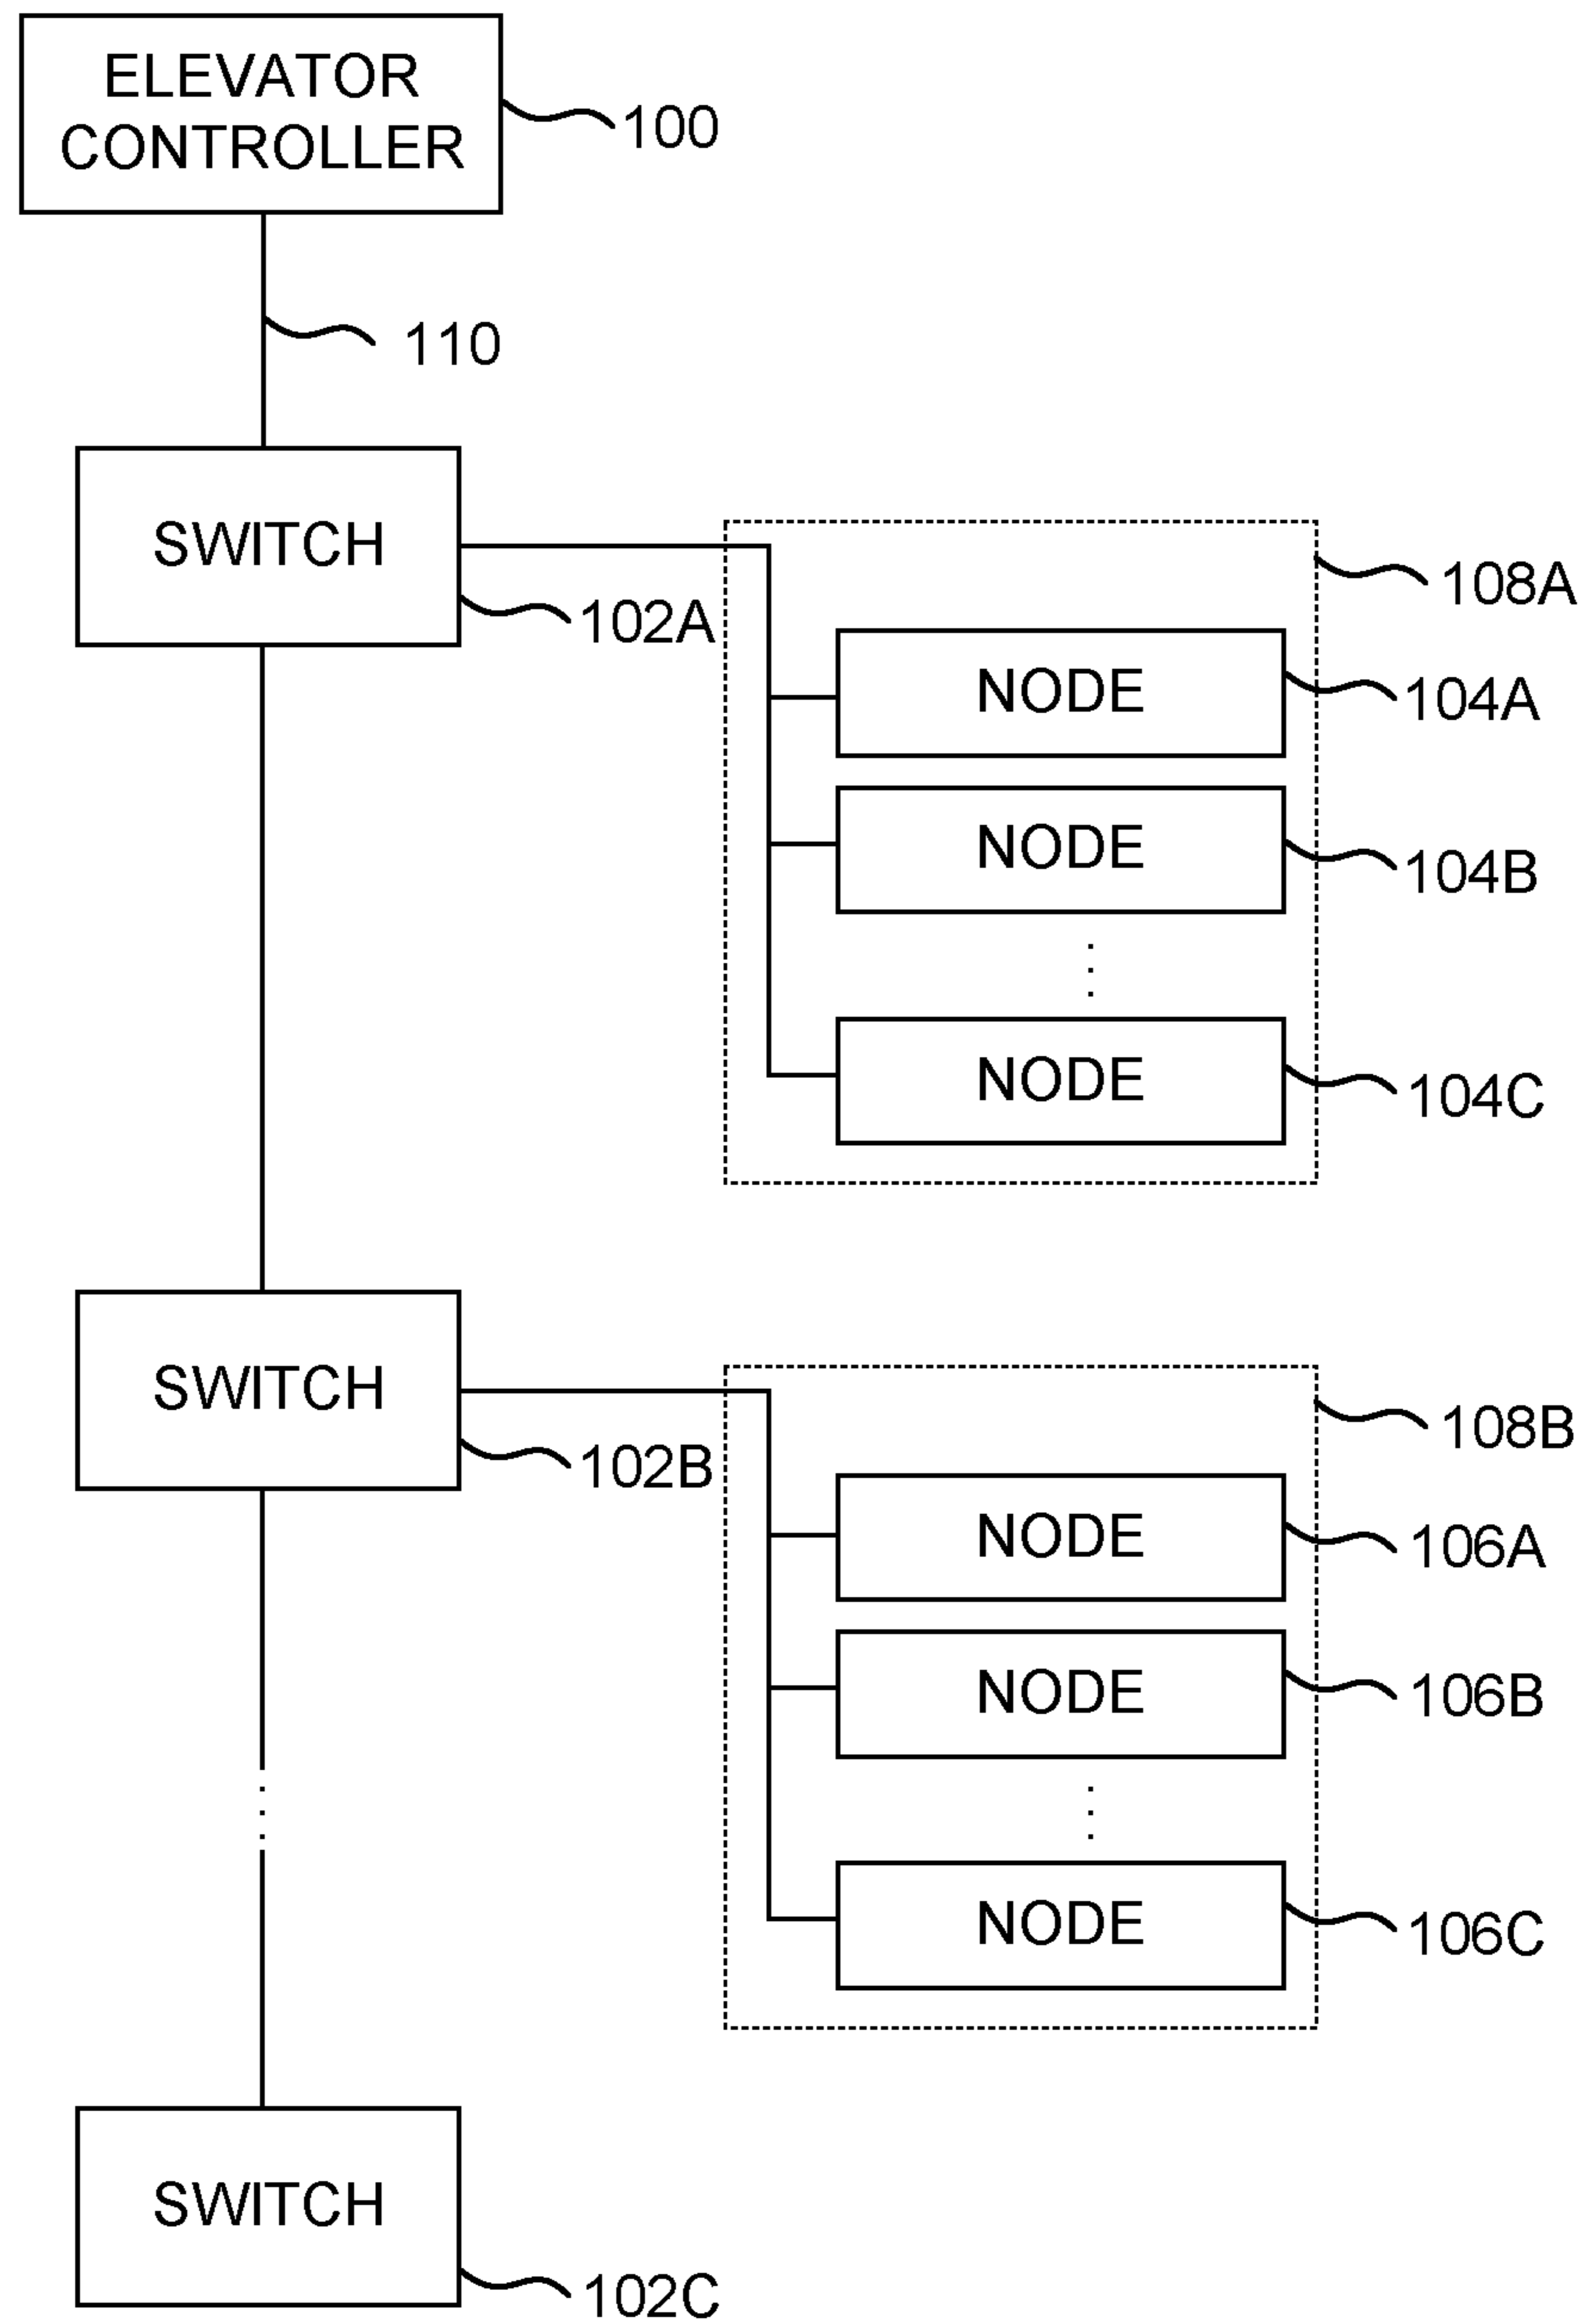 ELEVATOR
CONTROLLER
100
110
SWITCH
102A
108A
NODE
104A
NODE
104B
NODE
104C
SWITCH
102B
108B
NODE
106A
NODE
106B
NODE
106C
SWITCH
102C